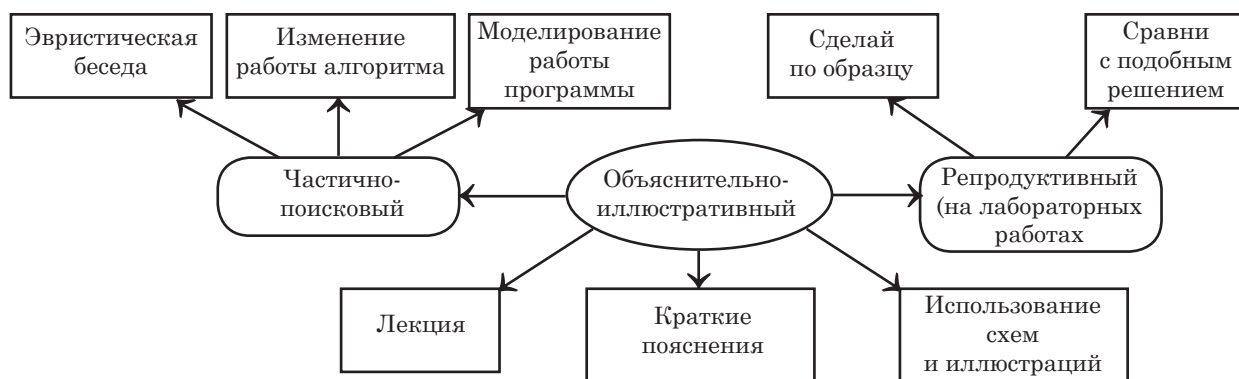 Эвристическая
беседа
Изменение
работы алгоритма
Моделирование
работы
программы
Сделай
по образцу
Сравни
с подобным
решением
Частично-
поисковый
Объяснительно-
иллюстративный
Репродуктивный
(на лабораторных
работах
Лекция
Краткие
пояснения
Использование
схем
и иллюстраций